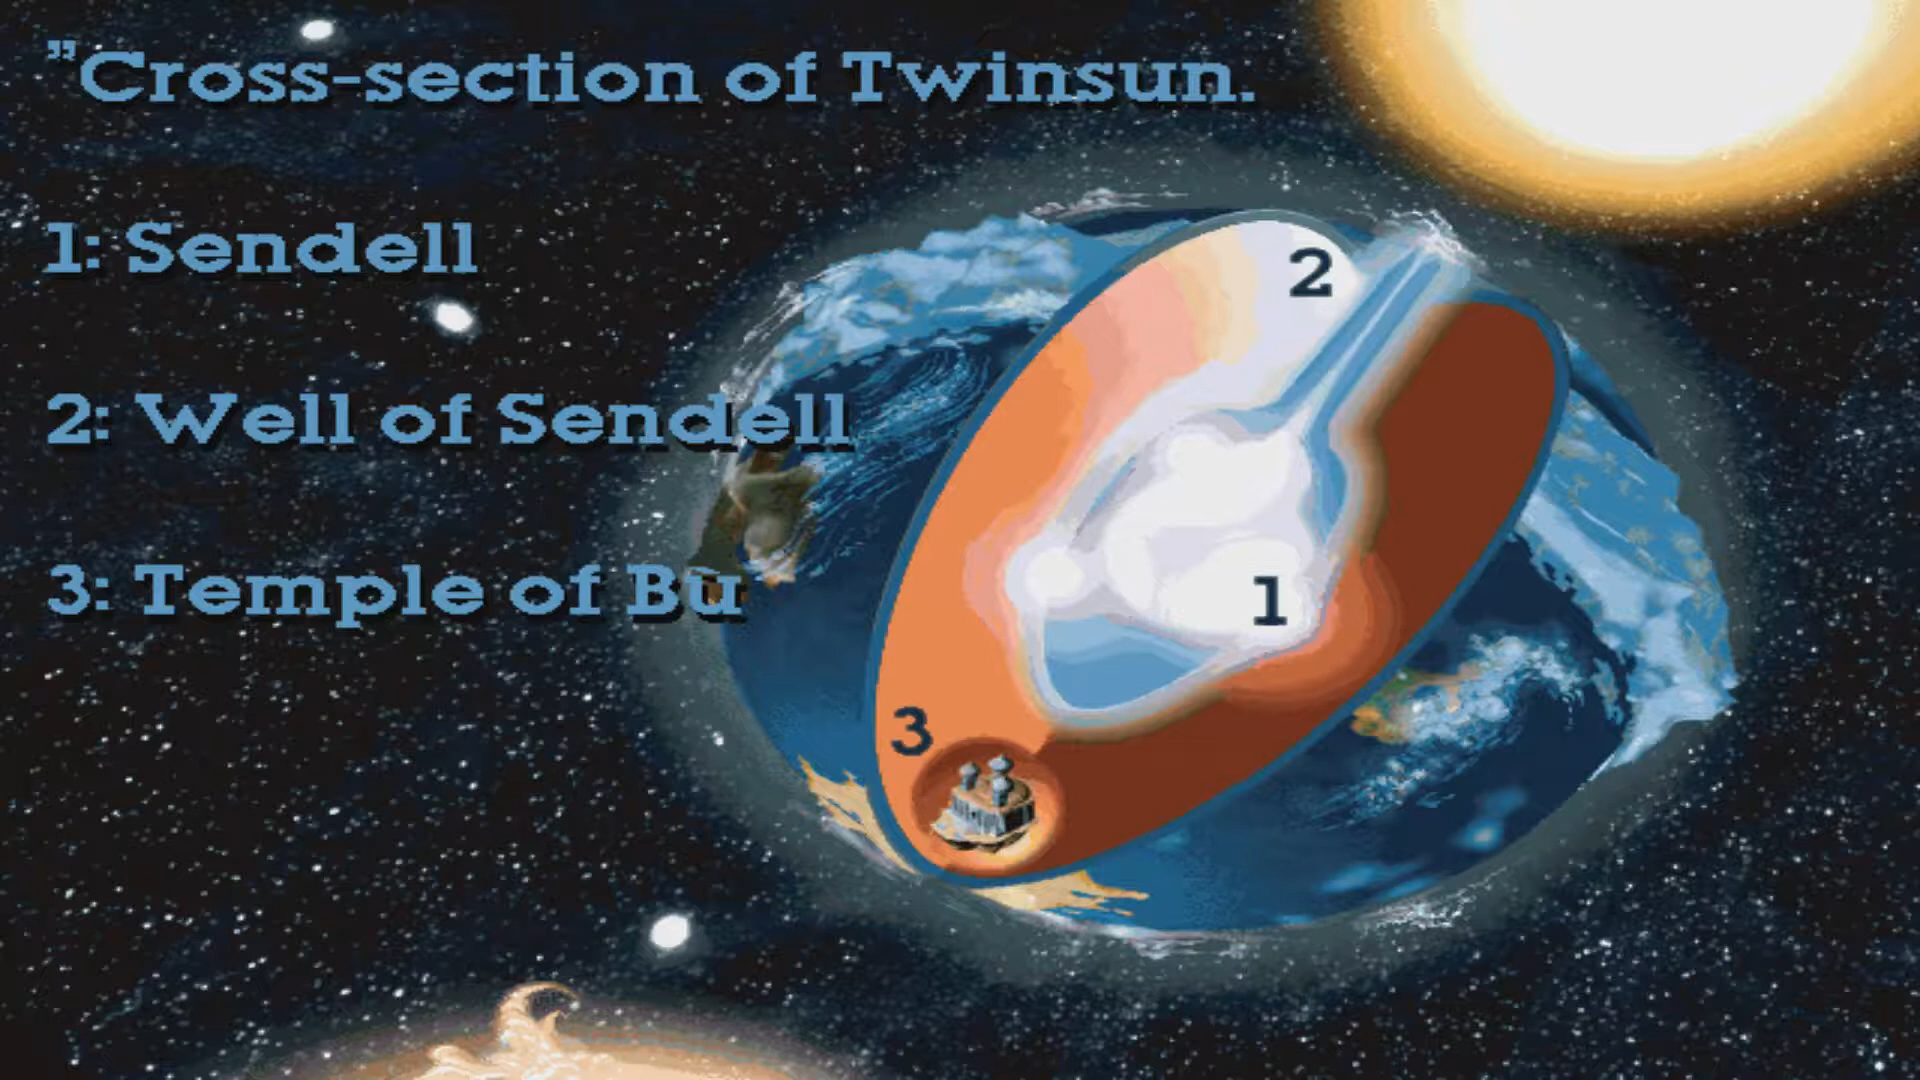 "Cross-section of Twinsun.
1: Sendell
2: Well of Sendell
3: Temple of Bù
2
1
3